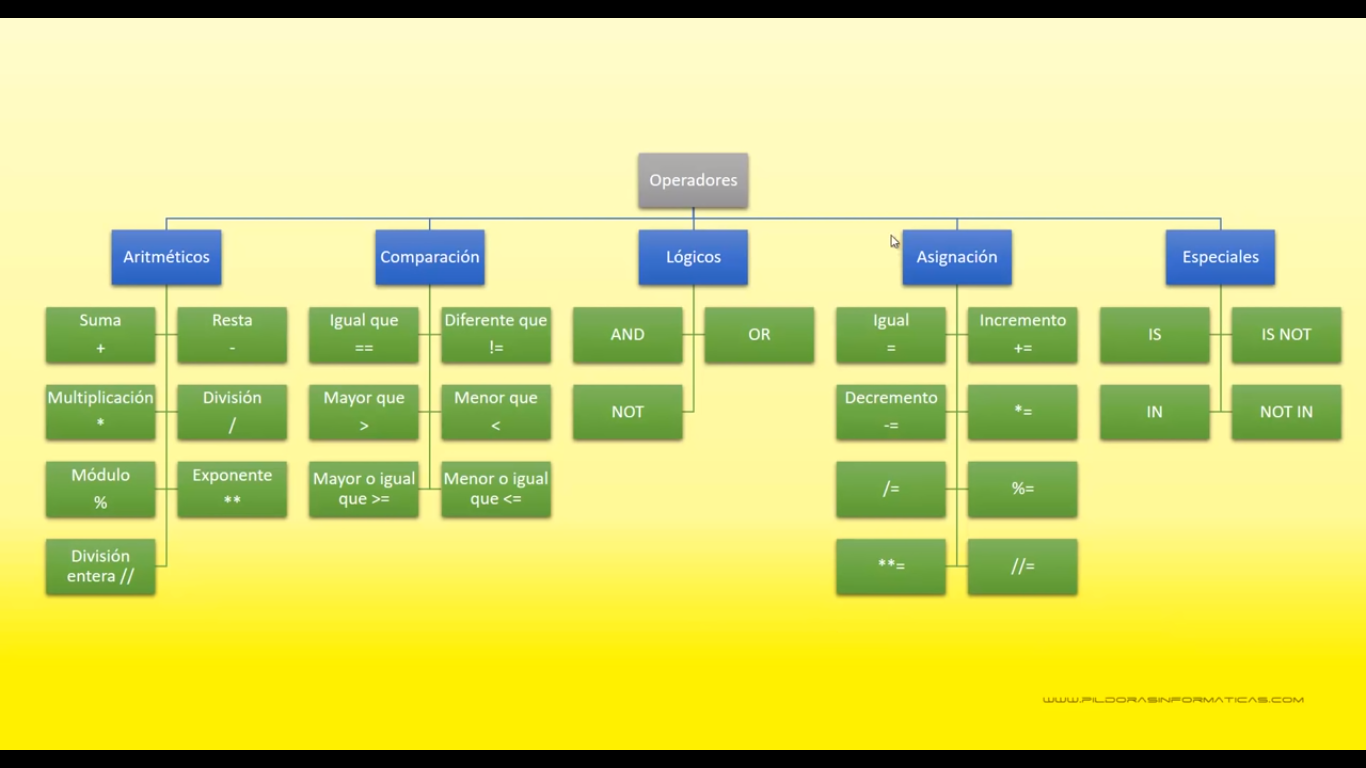 Operadores
Aritméticos
Comparación
Lógicos
Asignación
Especiales
Suma
+
Resta
-
Multiplicación
*
División
/
Módulo
%
Exponente
**
División
entera //
Igual que
==
Diferente que
!=
Mayor que
>
Menor que
<
Mayor o igual
que >=
Menor o igual
que <=
AND
OR
NOT
Igual
=
Incremento
+=
Decremento
-=
*=
/=
%=
**=
//=
IS
IS NOT
IN
NOT IN
WWW.PILDORASINFORMATICAS.COM